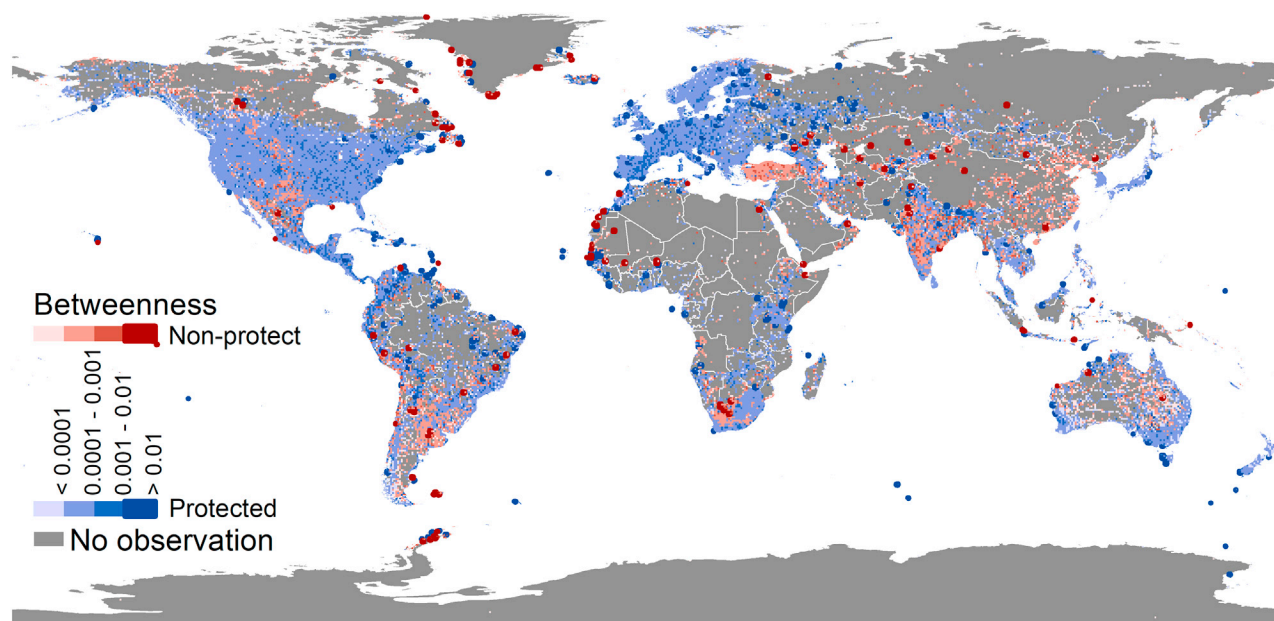 Betweenness
Non-protect
< 0.0001
0.0001 - 0.001
0.001 - 0.01
> 0.01
Protected
No observation